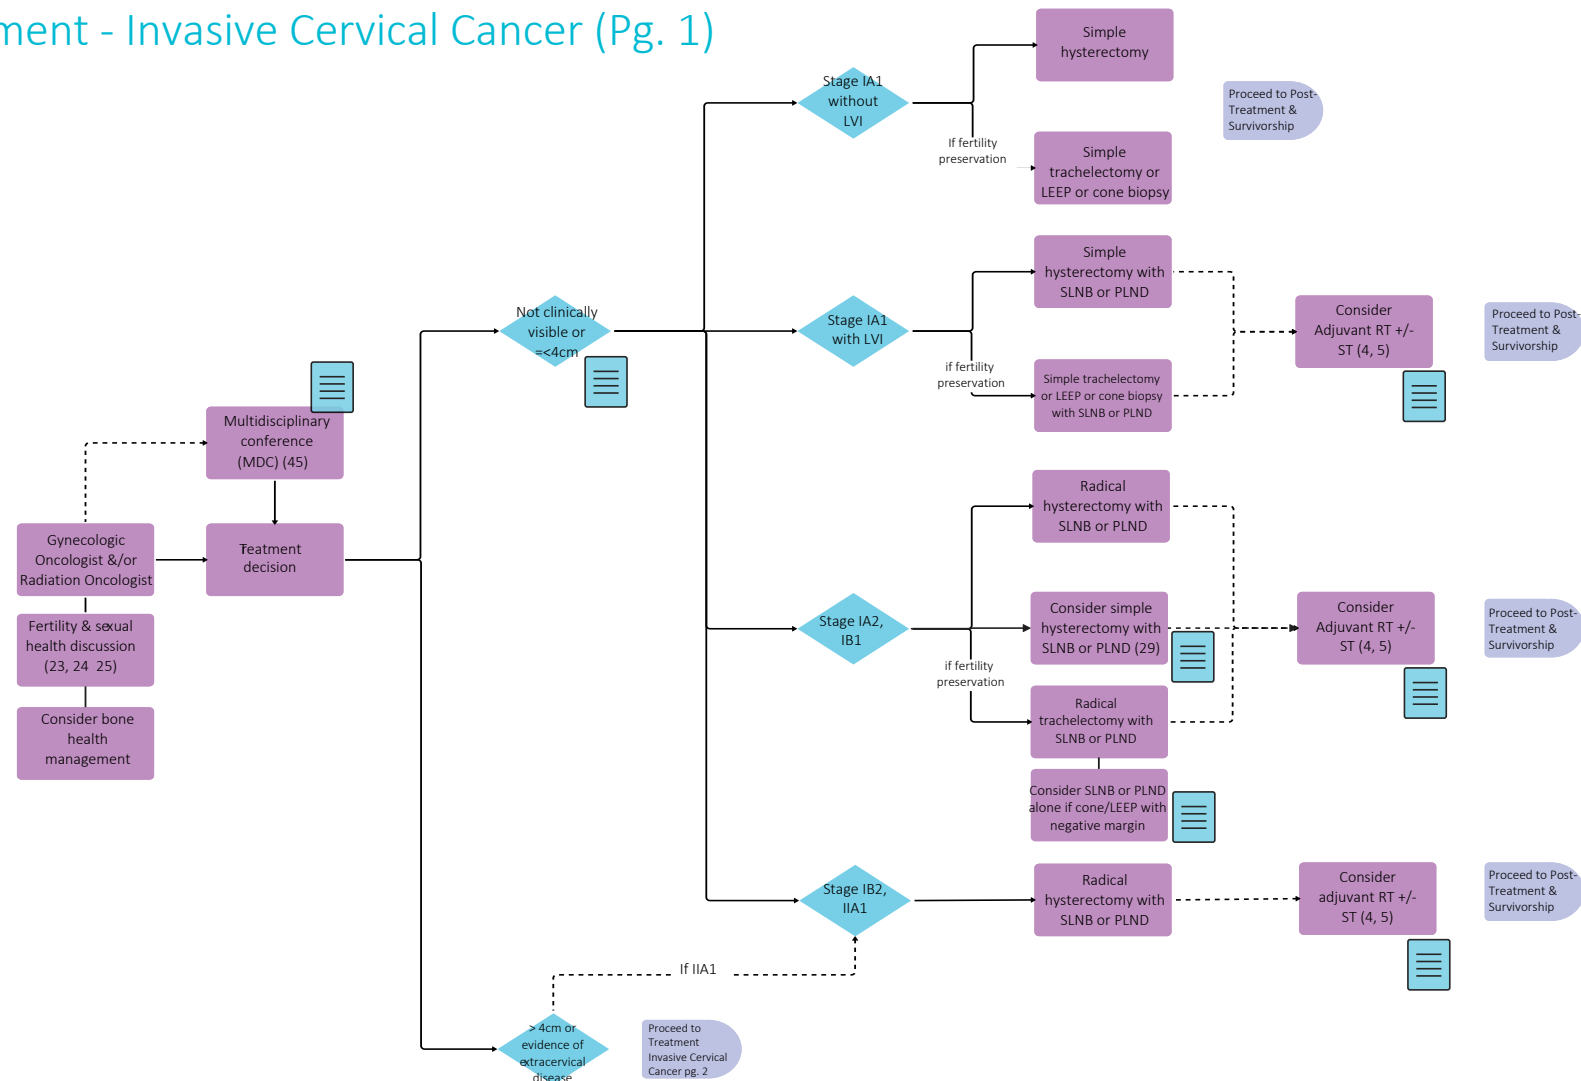 ment - Invasive Cervical Cancer (Pg. 1)
Simple
hysterectomy
Stage IA1
without
LVI
Proceed to Post-
Treatment &
Survivorship
If fertility
preservation
Simple
trachelectomy or
LEEP or cone biopsy
Simple
hysterectomy with
SLNB or PLND
Not clinically
visible or
=<4cm
Stage IA1
with LVI
Consider
Adjuvant RT +/-
ST (4, 5)
Proceed to Post-
Treatment &
Survivorship
if fertility
preservation
Simple trachelectomy
or LEEP or cone biopsy
with SLNB or PLND
Multidisciplinary
conference
(MDC) (45)
Radical
hysterectomy with
SLNB or PLND
Gynecologic
Oncologist &/or
Radiation Oncologist
Treatment
decision
Fertility & sexual
health discussion
(23, 24 25)
Stage IA2,
IB1
Consider simple
hysterectomy with
SLNB or PLND (29)
Consider
Adjuvant RT +/-
ST (4, 5)
Proceed to Post-
Treatment &
Survivorship
if fertility
preservation
Consider bone
health
management
Radical
trachelectomy with
SLNB or PLND
Consider SLNB or PLND
alone if cone/LEEP with
negative margin
Stage IB2,
IIA1
Radical
hysterectomy with
SLNB or PLND
Consider
adjuvant RT +/-
ST (4, 5)
Proceed to Post-
Treatment &
Survivorship
If IIA1
> 4cm or
evidence of
extracervical
disease
Proceed to
Treatment
Invasive Cervical
Cancer pg. 2